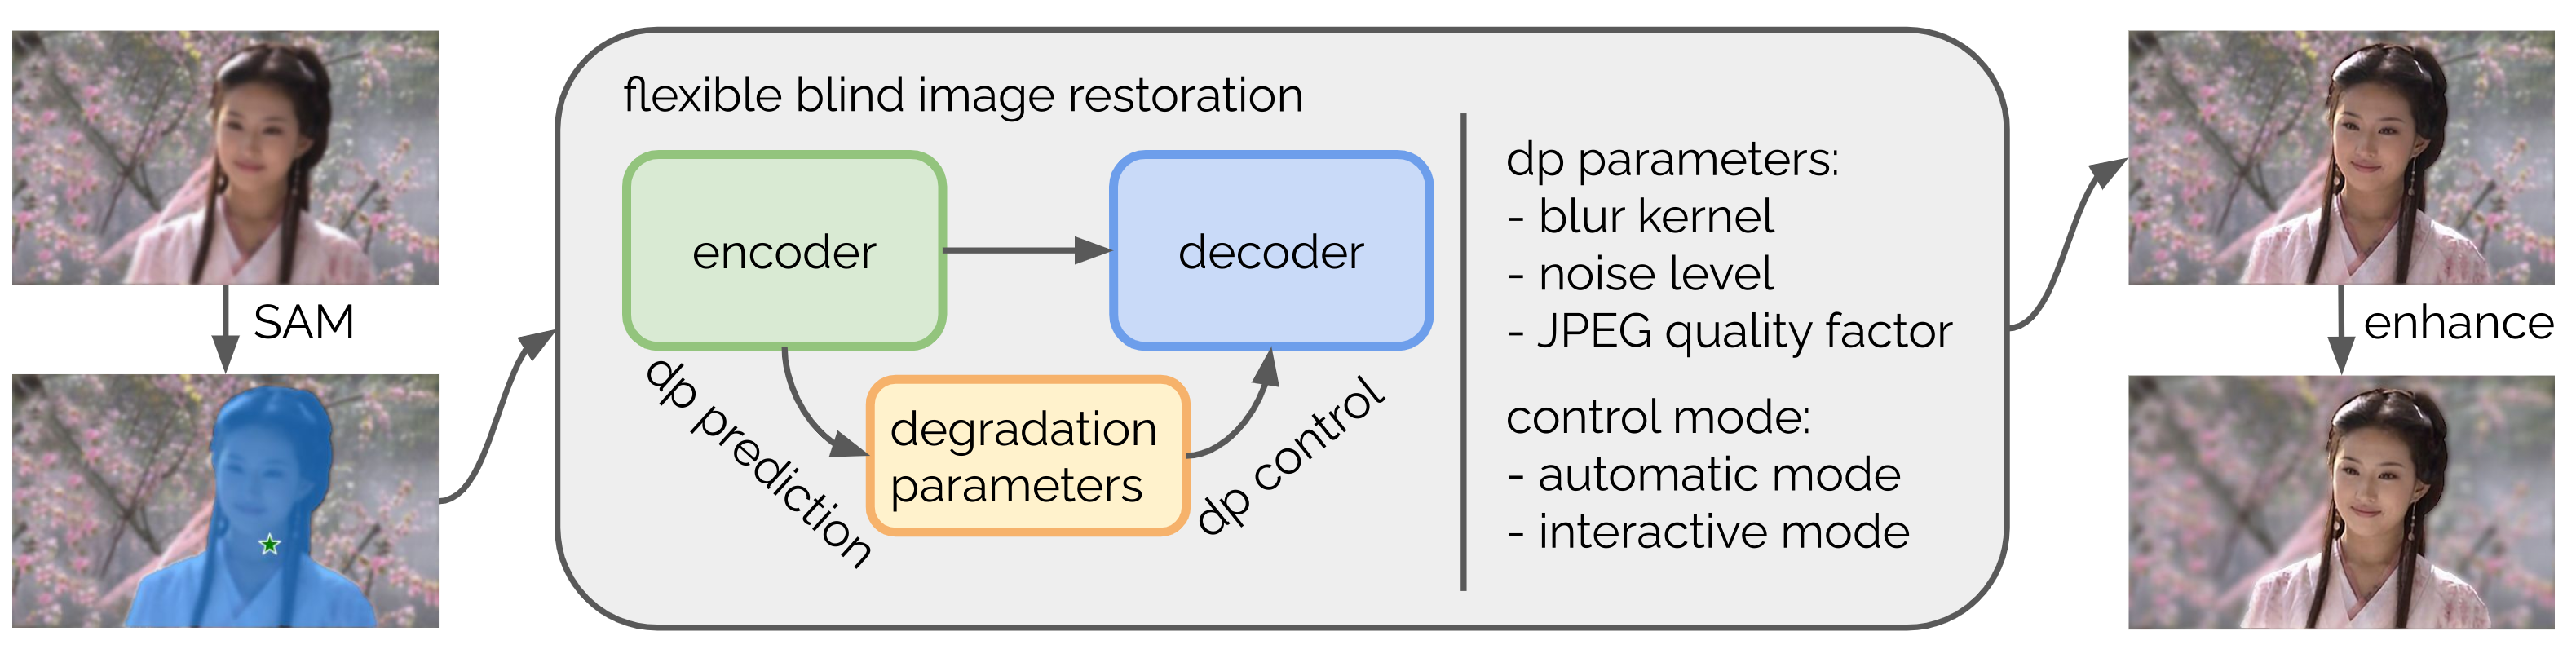 SAM
flexible blind image restoration
encoder
decoder
dp prediction
degradation
parameters
dp control
dp parameters:
- blur kernel
- noise level
- JPEG quality factor
control mode:
- automatic mode
- interactive mode
enhance